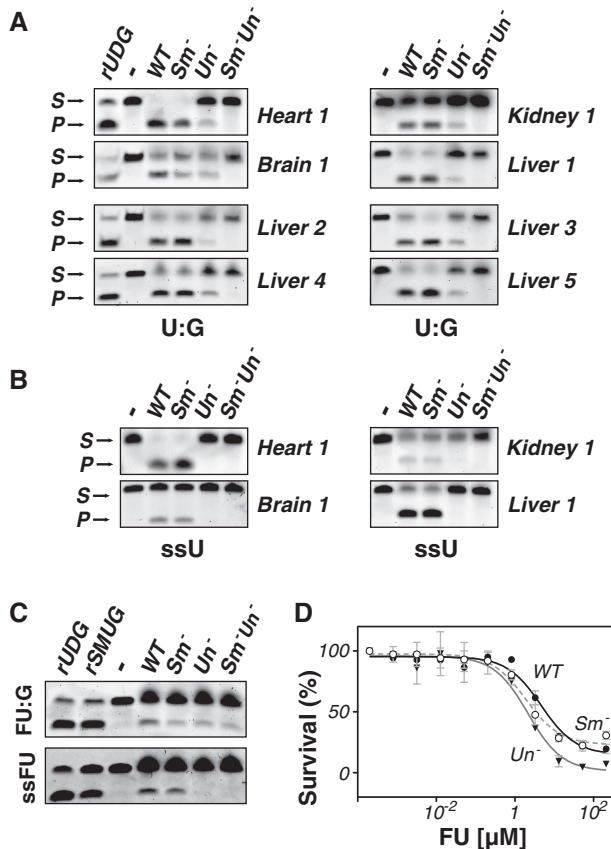 A
rUDG - WT Sm⁻ Un⁻ Sm⁻Un⁻
- WT Sm⁻ Un⁻ Sm⁻Un⁻
S→ Heart 1
P→
Kidney 1
S→ Brain 1
P→
Liver 1
S→ Liver 2
P→
Liver 3
S→ Liver 4
P→
Liver 5
U:G
U:G
B
- WT Sm⁻ Un⁻ Sm⁻Un⁻
- WT Sm⁻ Un⁻ Sm⁻Un⁻
S→ Heart 1
P→
Kidney 1
S→ Brain 1
P→
Liver 1
ssU
ssU
C
rUDG rSMUG - WT Sm⁻ Un⁻ Sm⁻Un⁻
FU:G
ssFU
D
Survival (%)
100
50
0
WT
Sm⁻
Un⁻
10⁻² 1 10²
FU [µM]